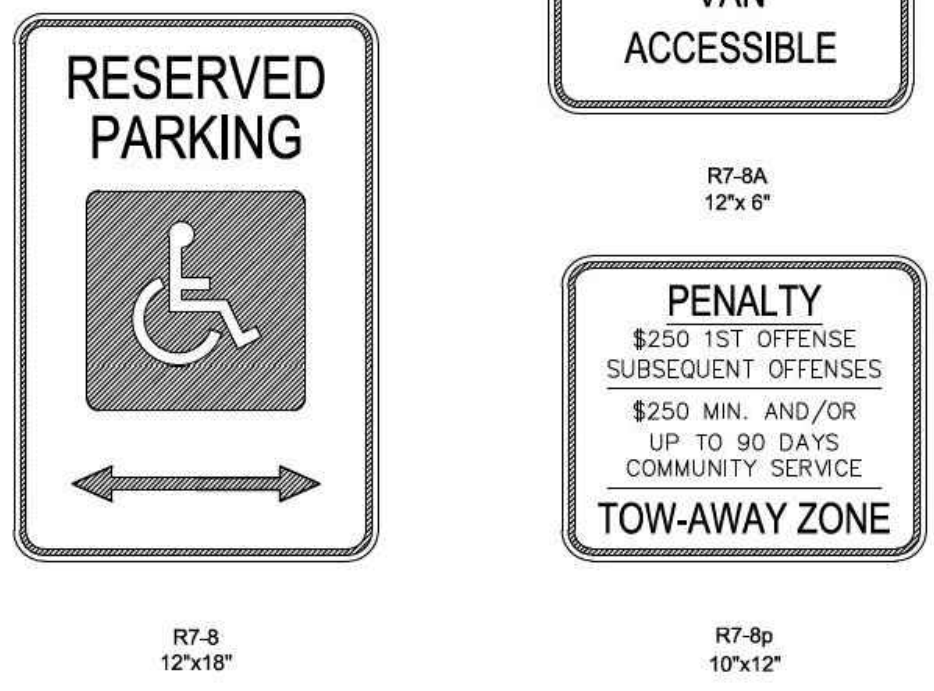 RESERVED
PARKING
R7-8
12"x18"
VAN
ACCESSIBLE
R7-8A
12"x 6"
PENALTY
$250 1ST OFFENSE
SUBSEQUENT OFFENSES
$250 MIN. AND/OR
UP TO 90 DAYS
COMMUNITY SERVICE
TOW-AWAY ZONE
R7-8p
10"x12"